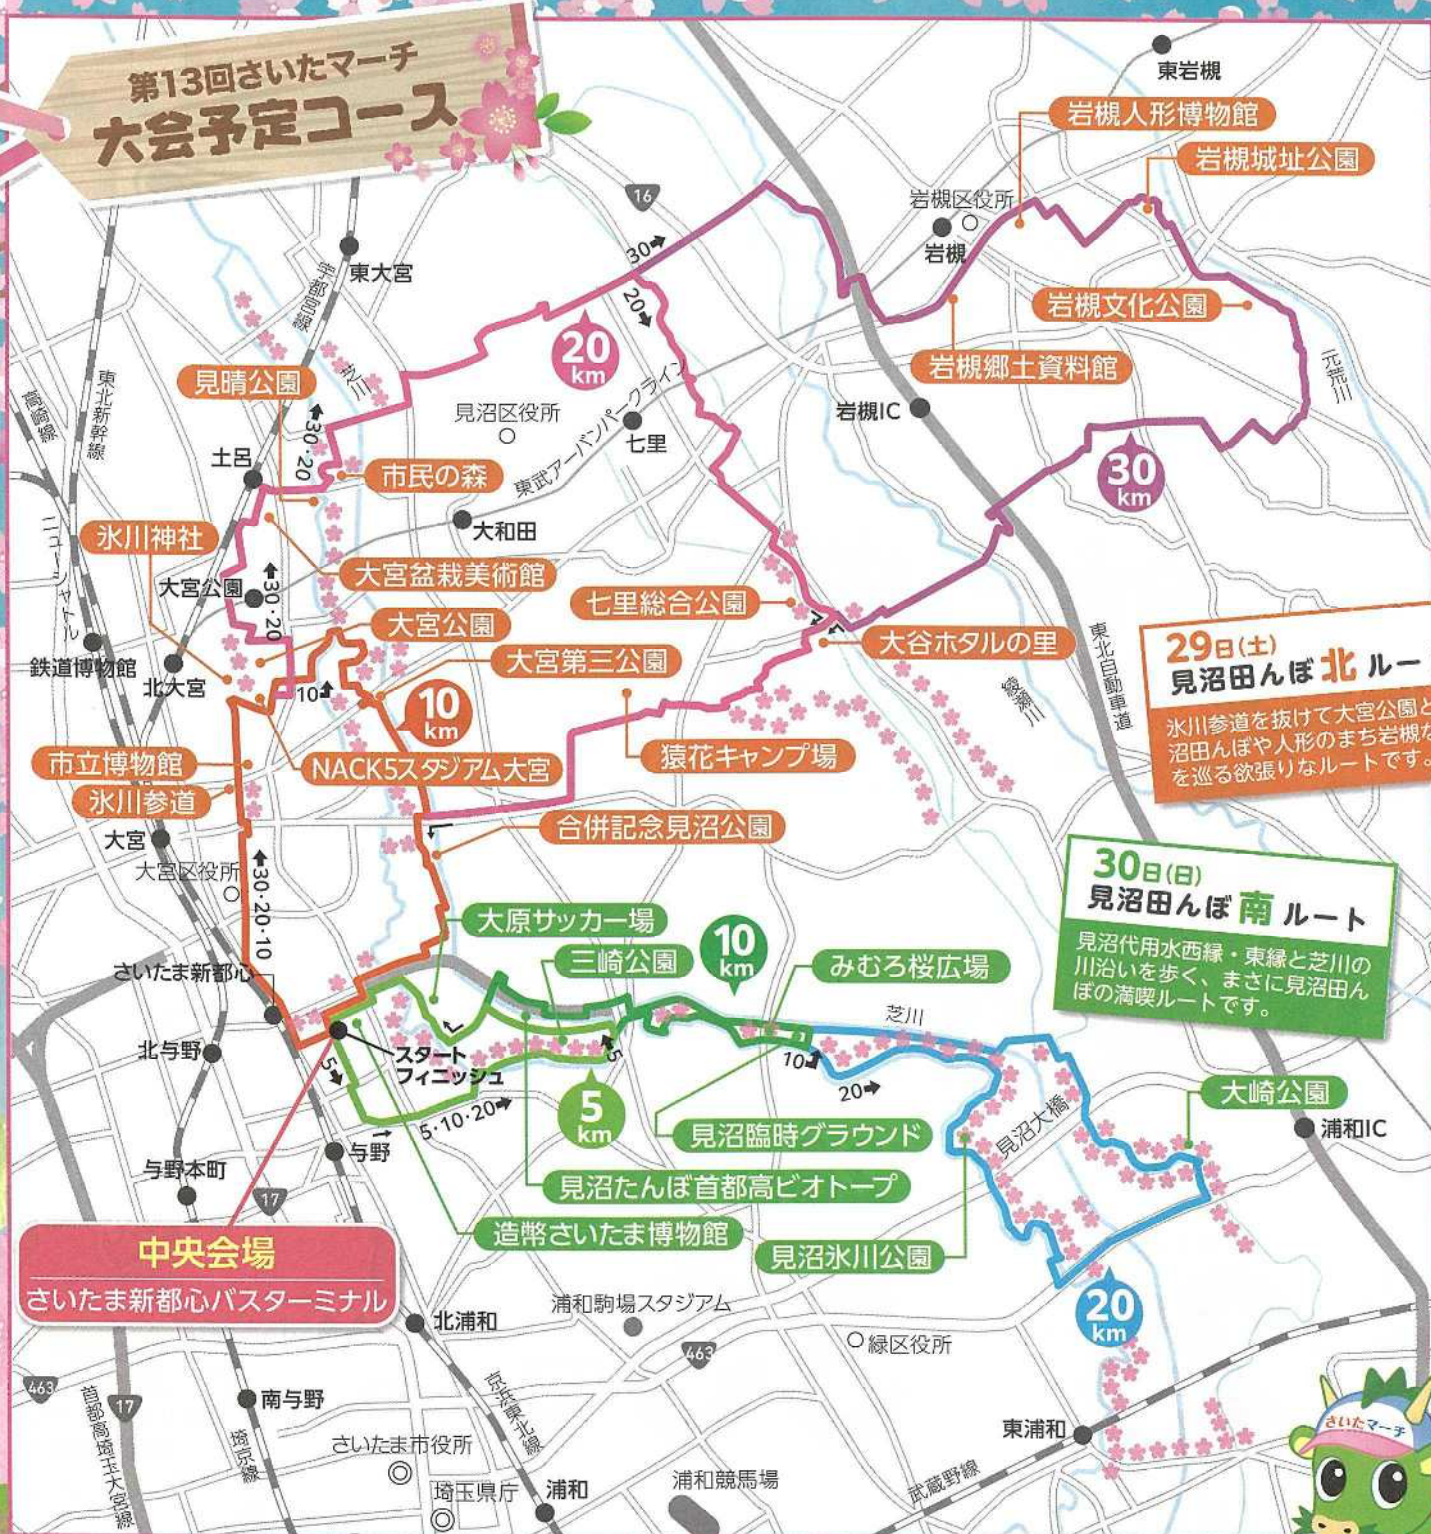 第13回さいたマーチ
大会予定コース
東岩槻
岩槻人形博物館
岩槻城址公園
16
岩槻区役所
岩槻
30
東大宮
宇都宮線
20
岩槻文化公園
20
km
岩槻郷土資料館
元荒川
見晴公園
芝川
東北新幹線
高崎線
見沼区役所
七里
岩槻IC
30・20
土呂
市民の森
東武アーバンパークライン
30
km
ニューシャトル
氷川神社
大和田
大宮公園
30・20
大宮盆栽美術館
七里総合公園
大宮公園
大谷ホタルの里
鉄道博物館
北大宮
大宮第三公園
10
10
km
綾瀬川
東北自動車道
29日(土)
見沼田んぼ北ルー
氷川参道を抜けて大宮公園と
沼田んぼや人形のまち岩槻な
を巡る欲張りなルートです。
市立博物館
NACK5スタジアム大宮
猿花キャンプ場
氷川参道
合併記念見沼公園
大宮
大宮区役所
30・20・10
30日(日)
見沼田んぼ南ルート
見沼代用水西縁・東縁と芝川の
川沿いを歩く、まさに見沼田ん
ぼの満喫ルートです。
大原サッカー場
三崎公園
10
km
みむろ桜広場
さいたま新都心
芝川
北与野
スタート
フィニッシュ
5
5
10
20
5・10・20
5
km
大崎公園
見沼大橋
浦和IC
見沼臨時グラウンド
与野
与野本町
見沼たんぼ首都高ビオトープ
17
造幣さいたま博物館
見沼氷川公園
中央会場
さいたま新都心バスターミナル
20
km
北浦和
浦和駒場スタジアム
緑区役所
463
463
17
首都高埼玉大宮線
南与野
埼京線
京浜東北線
さいたま市役所
東浦和
さいたマーチ
埼玉県庁
浦和
浦和競馬場
武蔵野線